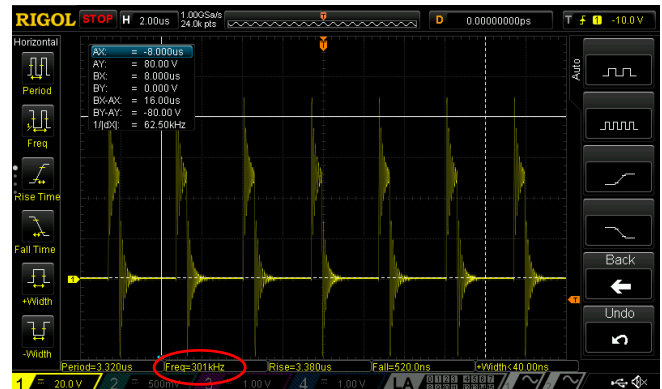 RIGOL STOP H 2.00us 1.00GSa/s 24.0k pts D 0.00000000ps T 1 -10.0 V
Horizontal
Period
Freq
Rise Time
Fall Time
+Width
-Width
AX: = -8.000us
AY: = 80.00 V
BX: = 8.000us
BY: = 0.000 V
BX-AX: = 16.00us
BY-AY: = -80.00 V
1/|dX|: = 62.50kHz
T
1
T
Auto
Back
Undo
Period=3.320us Freq=301kHz Rise=3.380us Fall=520.0ns +Width<40.00ns
1 = 20.0 V 2 = 500m 3 1.00 V 4 = 1.00 V LA